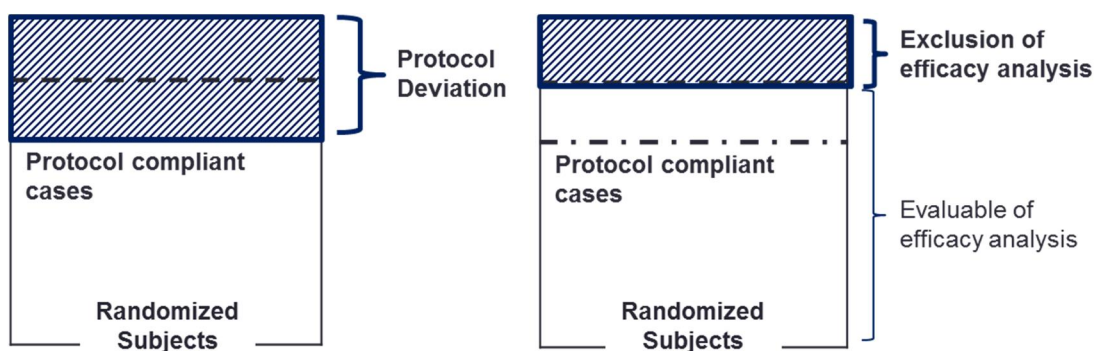 Protocol
Deviation
Protocol compliant
cases
Randomized
Subjects
Exclusion of
efficacy analysis
Protocol compliant
cases
Evaluable of
efficacy analysis
Randomized
Subjects